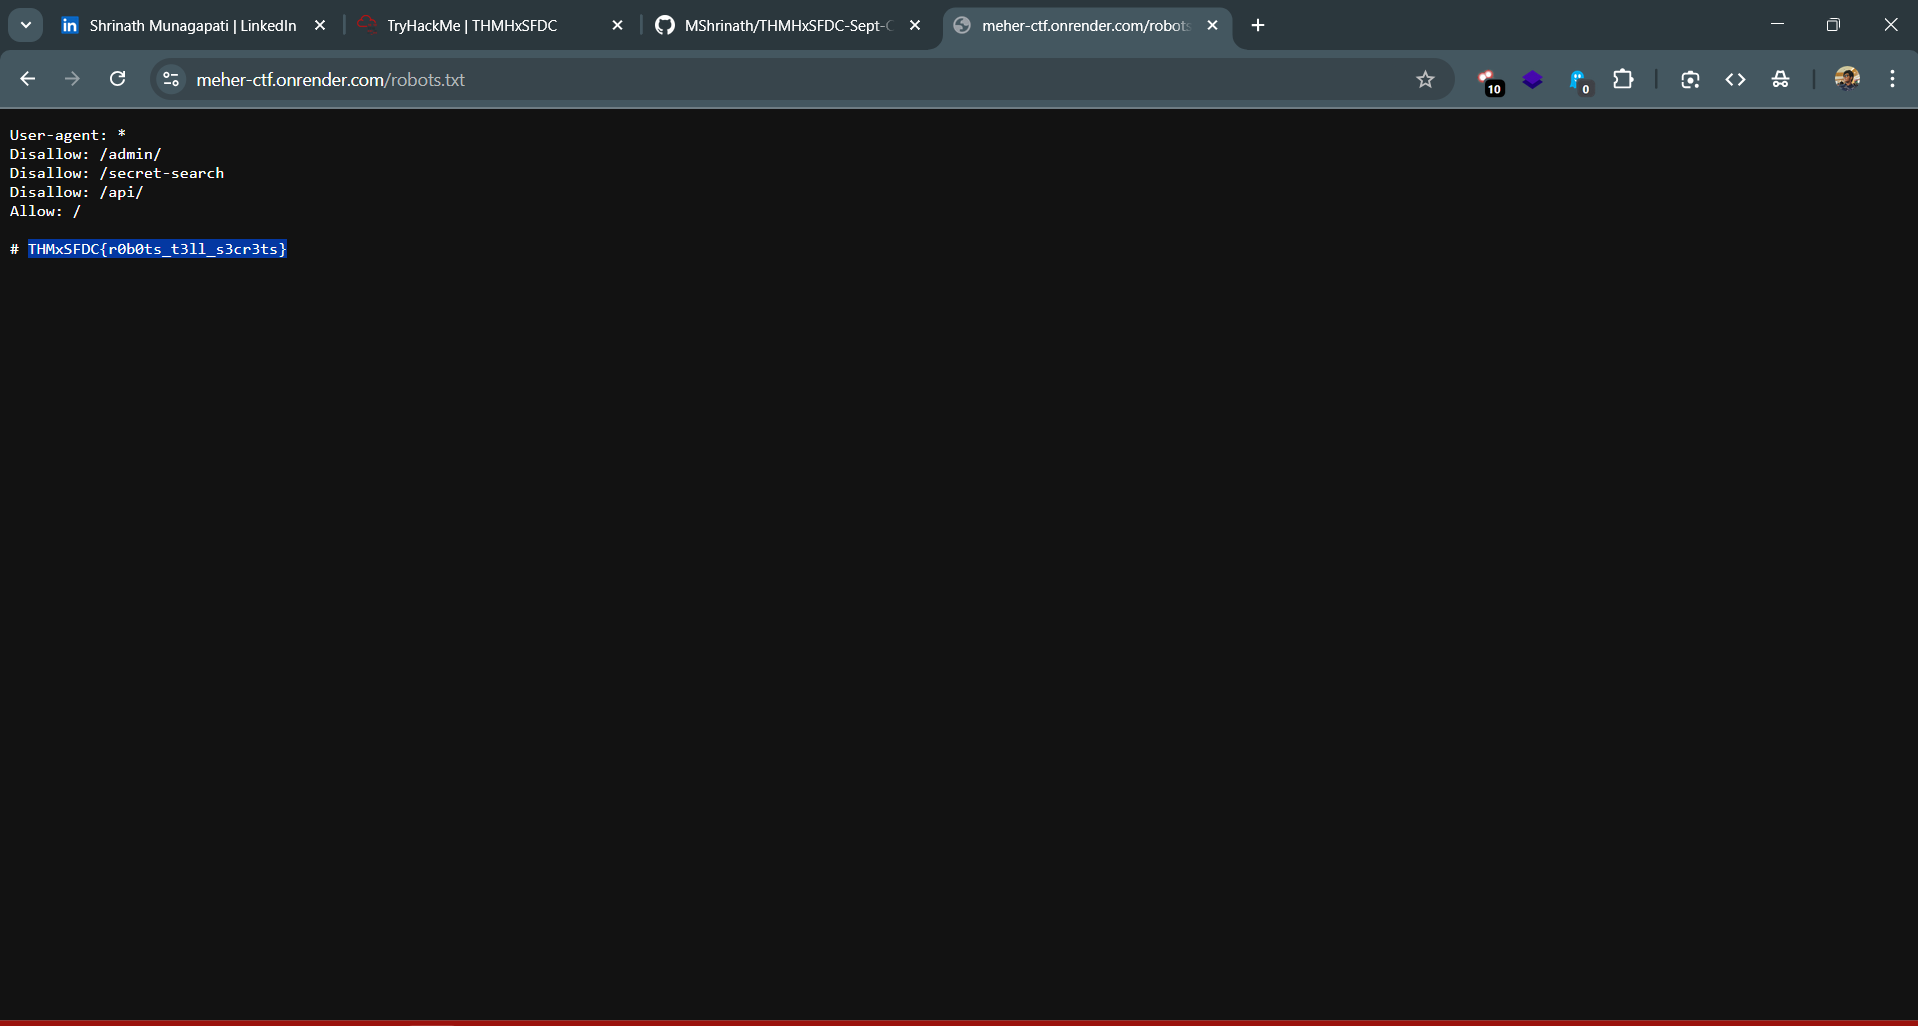 Shrinath Munagapati | LinkedIn
TryHackMe | THMHxSFDC
MShrinath/THMHxSFDC-Sept-C
meher-ctf.onrender.com/robots
meher-ctf.onrender.com/robots.txt
10
0
User-agent: *
Disallow: /admin/
Disallow: /secret-search
Disallow: /api/
Allow: /
# THMxSFDC{r0b0ts_t3ll_s3cr3ts}